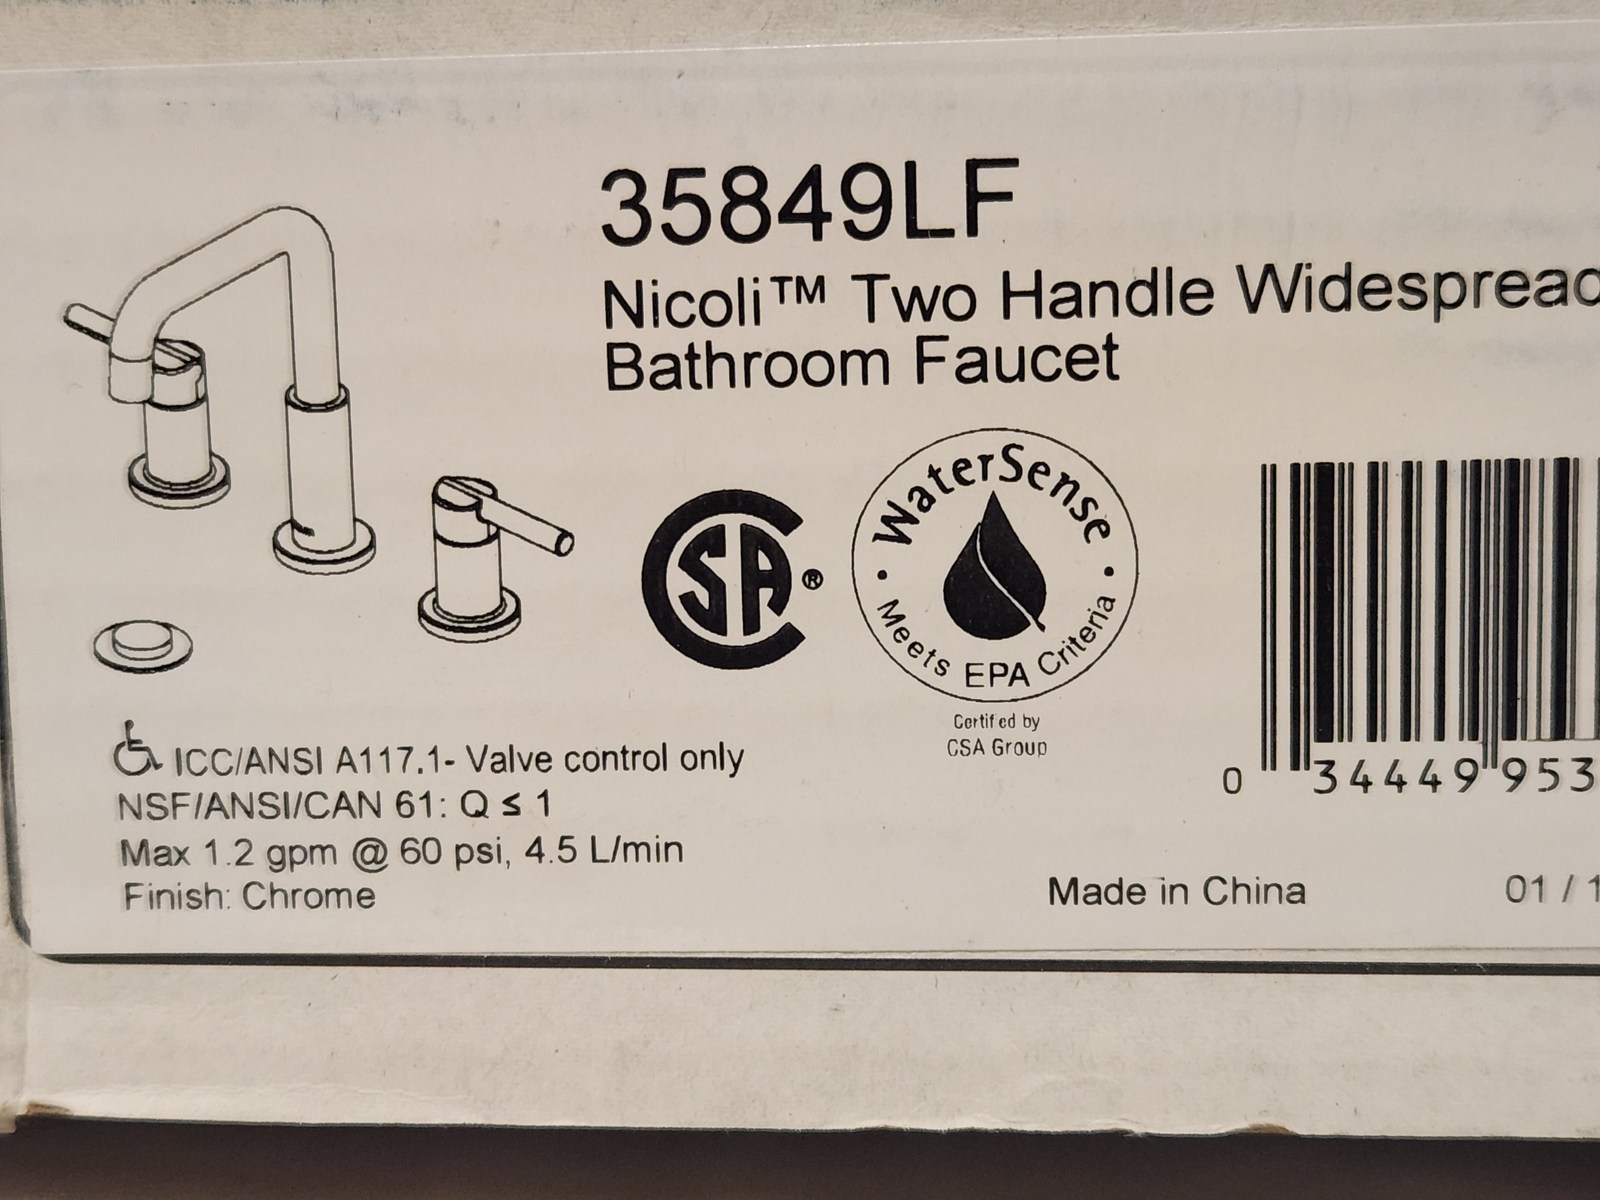 35849LF
Nicoli™ Two Handle Widespread
Bathroom Faucet
CSA®
WaterSense
• Meets EPA Criteria •
Certified by
CSA Group
ICC/ANSI A117.1- Valve control only
NSF/ANSI/CAN 61: Q ≤ 1
Max 1.2 gpm @ 60 psi, 4.5 L/min
Finish: Chrome
0 34449 953
Made in China
01 / 1